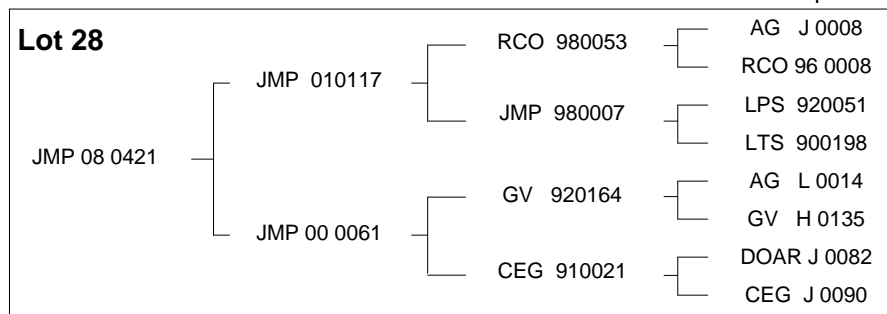 Lot 28
AG J 0008
RCO 980053
RCO 96 0008
JMP 010117
LPS 920051
JMP 980007
LTS 900198
JMP 08 0421
AG L 0014
GV 920164
GV H 0135
JMP 00 0061
DOAR J 0082
CEG 910021
CEG J 0090